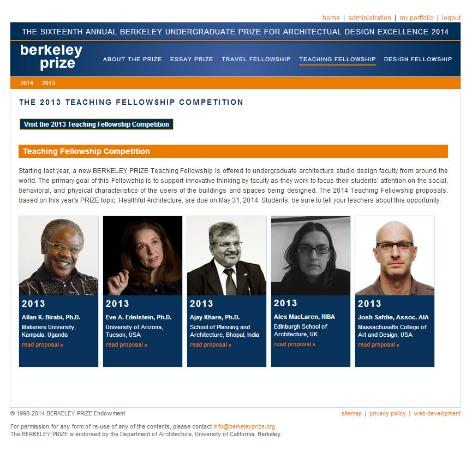 home | administration | my portfolio | logout
THE SIXTEENTH ANNUAL BERKELEY UNDERGRADUATE PRIZE FOR ARCHITECTURAL DESIGN EXCELLENCE 2014
berkeley
prize
ABOUT THE PRIZE ESSAY PRIZE TRAVEL FELLOWSHIP TEACHING FELLOWSHIP DESIGN FELLOWSHIP
2014 2013
THE 2013 TEACHING FELLOWSHIP COMPETITION
Visit the 2013 Teaching Fellowship Competition
Teaching Fellowship Competition
Starting last year, a new BERKELEY PRIZE Teaching Fellowship is offered to undergraduate architecture studio design faculty from around the
world. The primary goal of this Fellowship is to support innovative thinking by faculty as they work to focus their students' attention on the social,
behavioral, and physical characteristics of the users of the buildings and spaces being designed. The 2014 Teaching Fellowship proposals,
based on this year's PRIZE topic, Healthful Architecture, are due on May 31, 2014. Students, be sure to tell your teachers about this opportunity.
2013
Allan K. Birabi, Ph.D.
Makerere University,
Kampala, Uganda
read proposal »
2013
Eve A. Edelstein, Ph.D.
University of Arizona,
Tucson, USA
read proposal »
2013
Ajay Khare, Ph.D.
School of Planning and
Architecture, Bhopal, India
read proposal »
2013
Alex MacLaren, RIBA
Edinburgh School of
Architecture, UK
read proposal »
2013
Josh Safdie, Assoc. AIA
Massachusetts College of
Art and Design, USA
read proposal »
© 1998-2014 BERKELEY PRIZE Endowment
sitemap | privacy policy | web development
For permission for any form of re-use of any of the contents, please contact info@berkeleyprize.org.
The BERKELEY PRIZE is endorsed by the Department of Architecture, University of California, Berkeley.